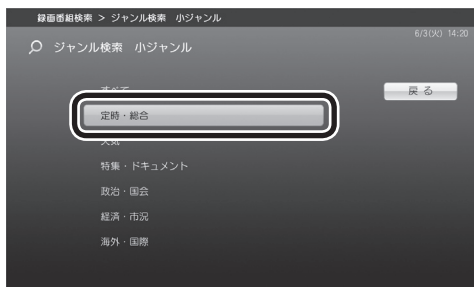 録画番組検索 > ジャンル検索　小ジャンル
6/3(火) 14:20
ジャンル検索　小ジャンル
すべて
戻る
定時・総合
天気
特集・ドキュメント
政治・国会
経済・市況
海外・国際